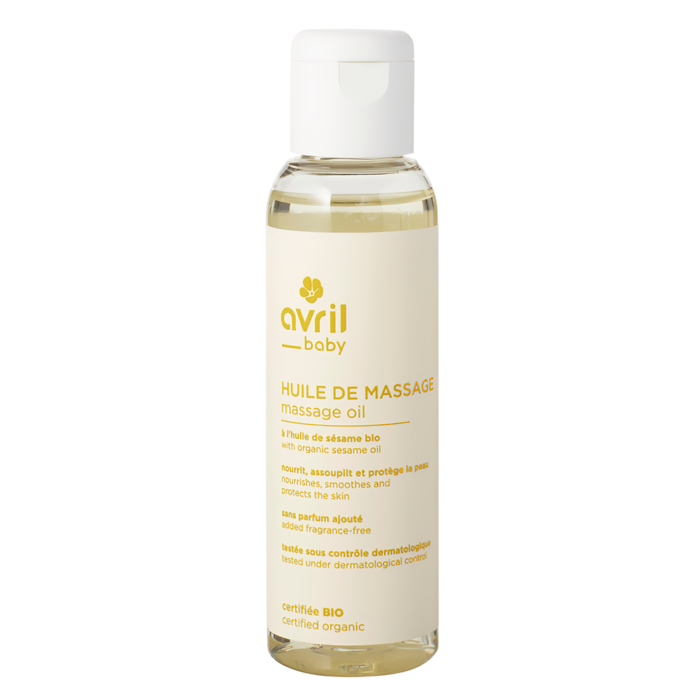 avril
baby
HUILE DE MASSAGE
massage oil
à l'huile de sésame bio
with organic sesame oil
nourrit, assouplit et protège la peau
nourishes, smoothes and
protects the skin
sans parfum ajouté
added fragrance-free
testée sous contrôle dermatologique
tested under dermatological control
certifiée BIO
certified organic